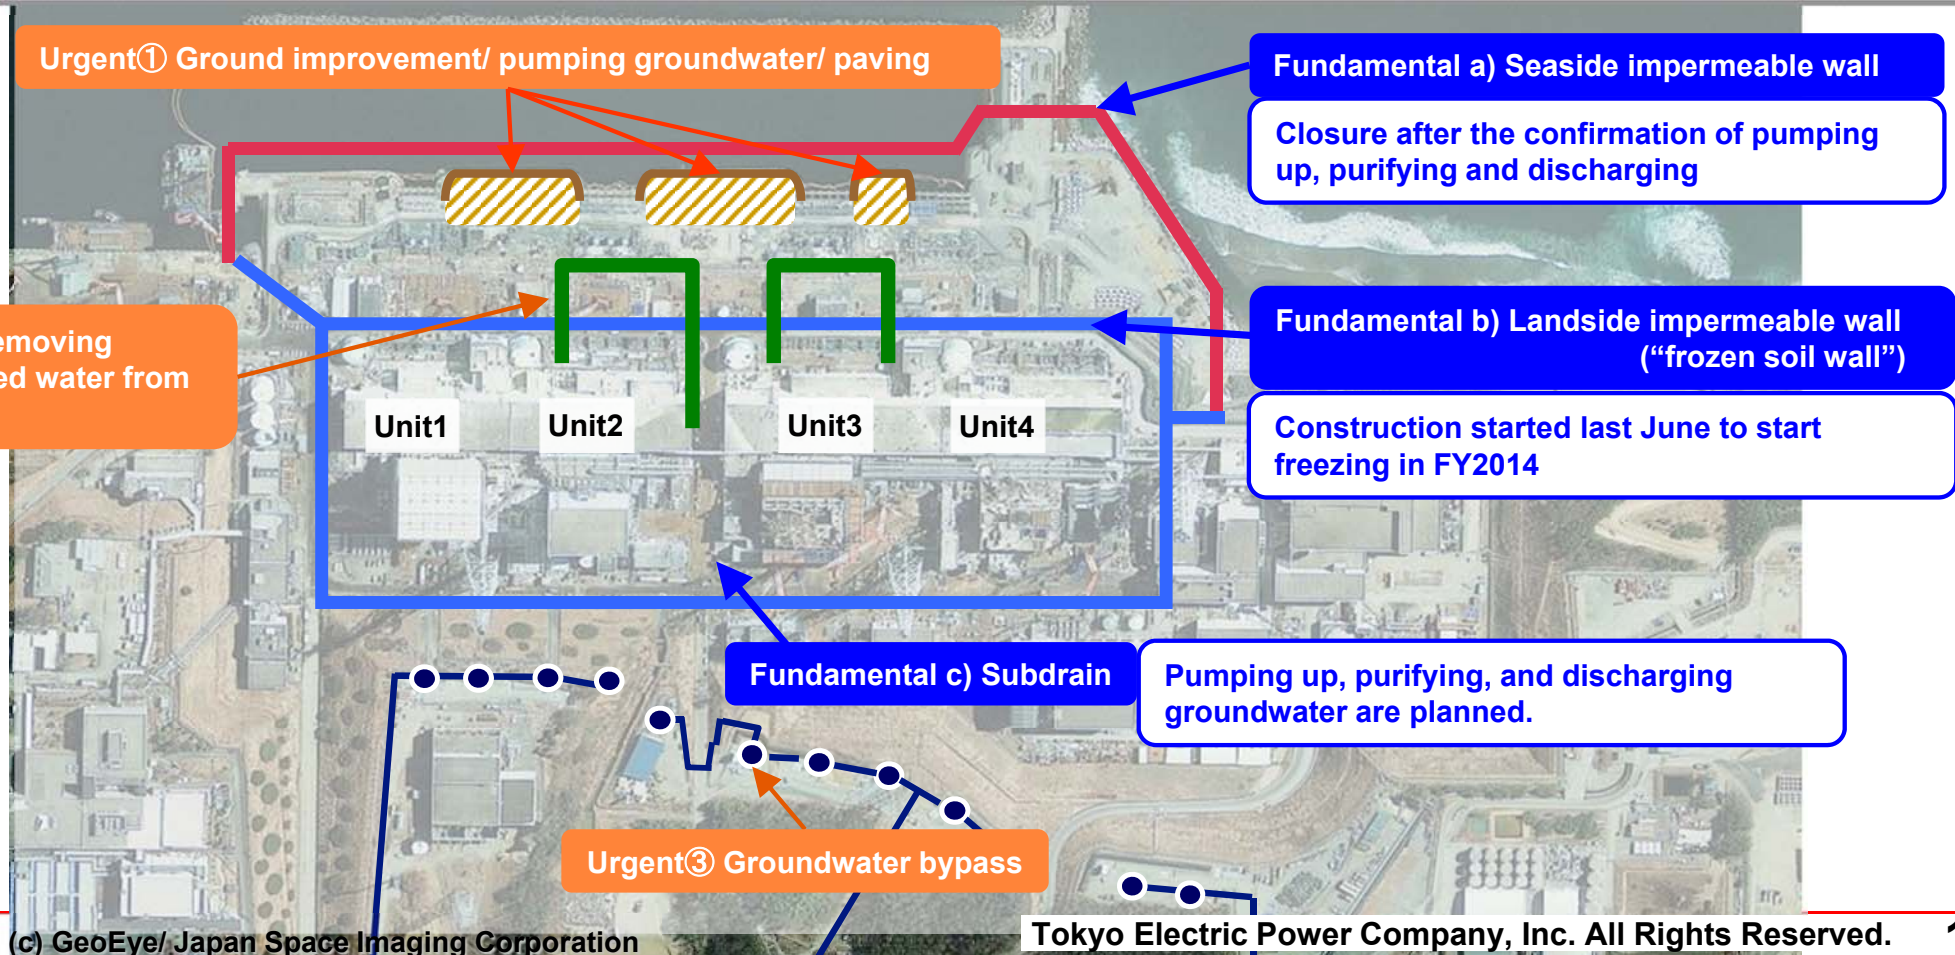 Urgent① Ground improvement/ pumping groundwater/ paving
Fundamental a) Seaside impermeable wall
Closure after the confirmation of pumping
up, purifying and discharging
emoving
ed water from
Fundamental b) Landside impermeable wall
(“frozen soil wall”)
Unit1
Unit2
Unit3
Unit4
Construction started last June to start
freezing in FY2014
Fundamental c) Subdrain
Pumping up, purifying, and discharging
groundwater are planned.
Urgent③ Groundwater bypass
(c) GeoEye/ Japan Space Imaging Corporation
Tokyo Electric Power Company, Inc. All Rights Reserved.